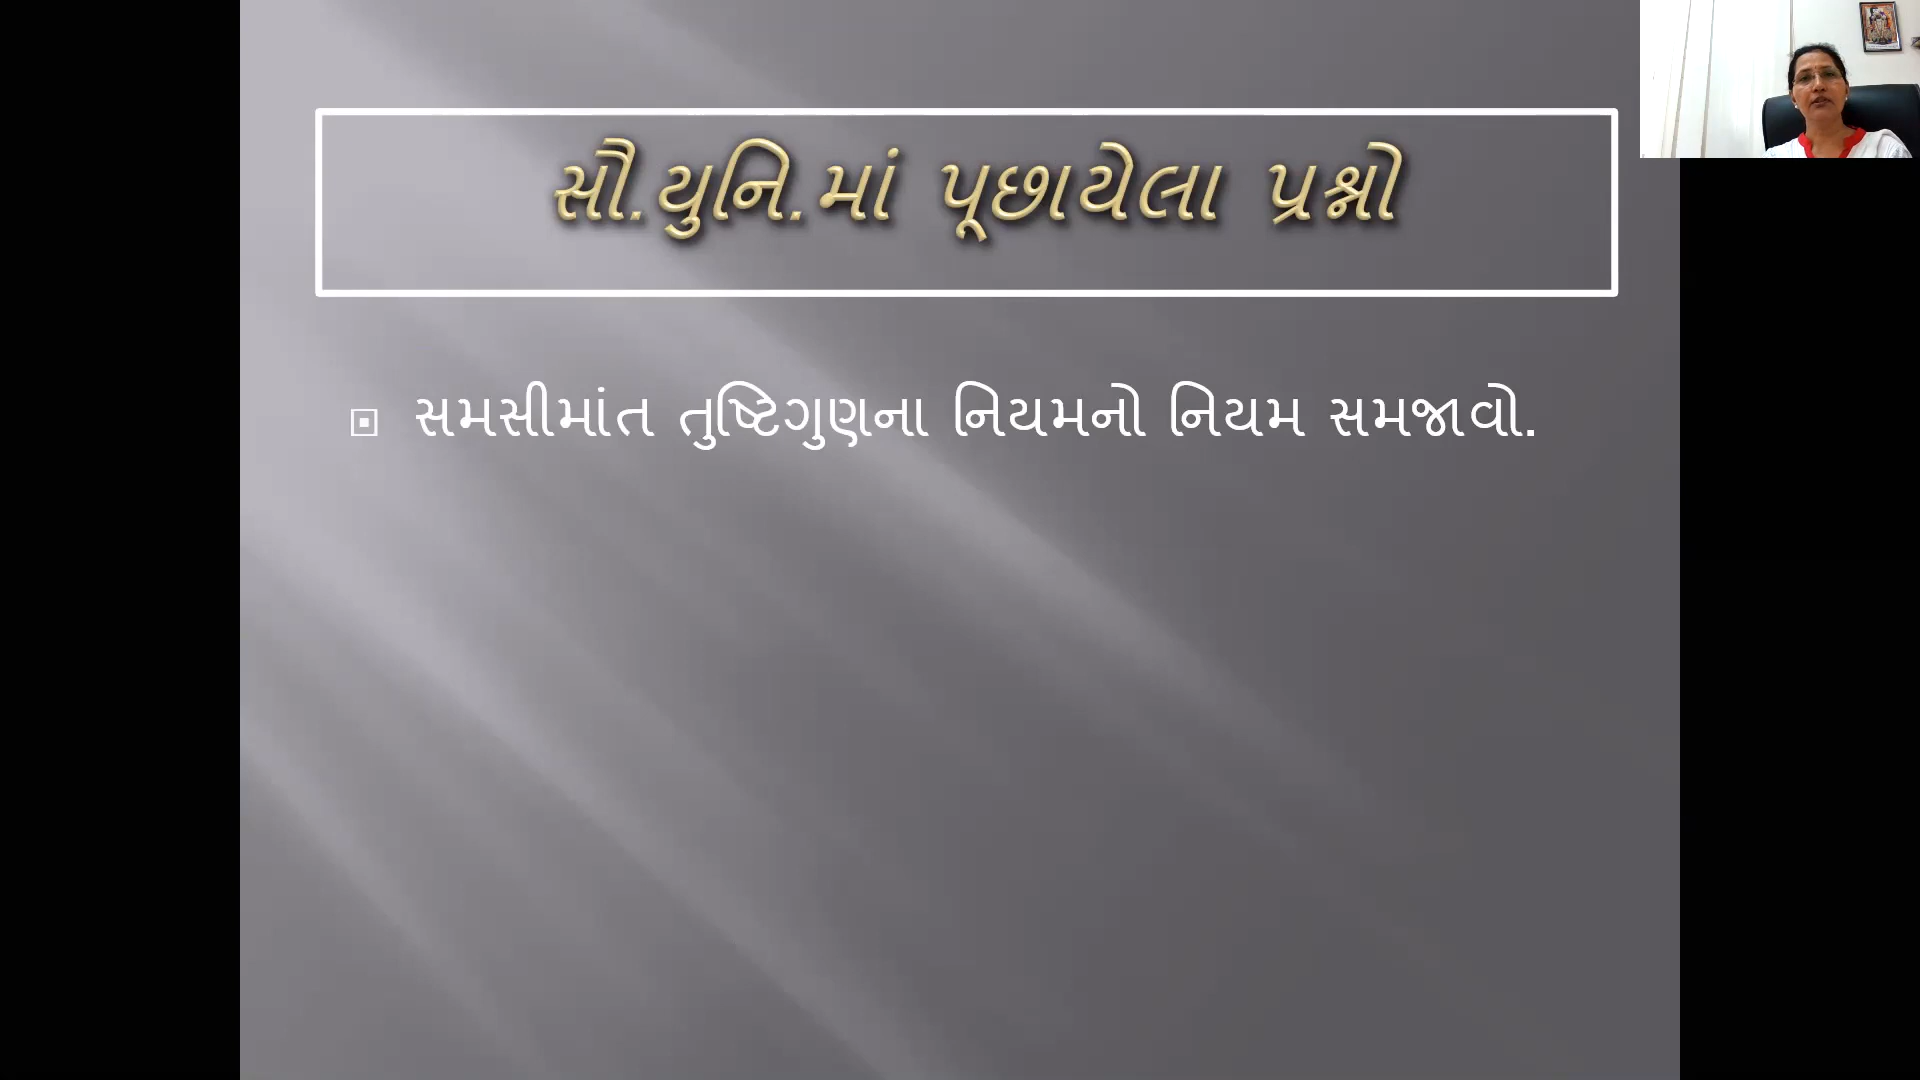 સૌ.યુનિ.માં પૂછાયેલા પ્રશ્નો
સમસીમાંત તુષ્ટિગુણના નિયમનો નિયમ સમજાવો.